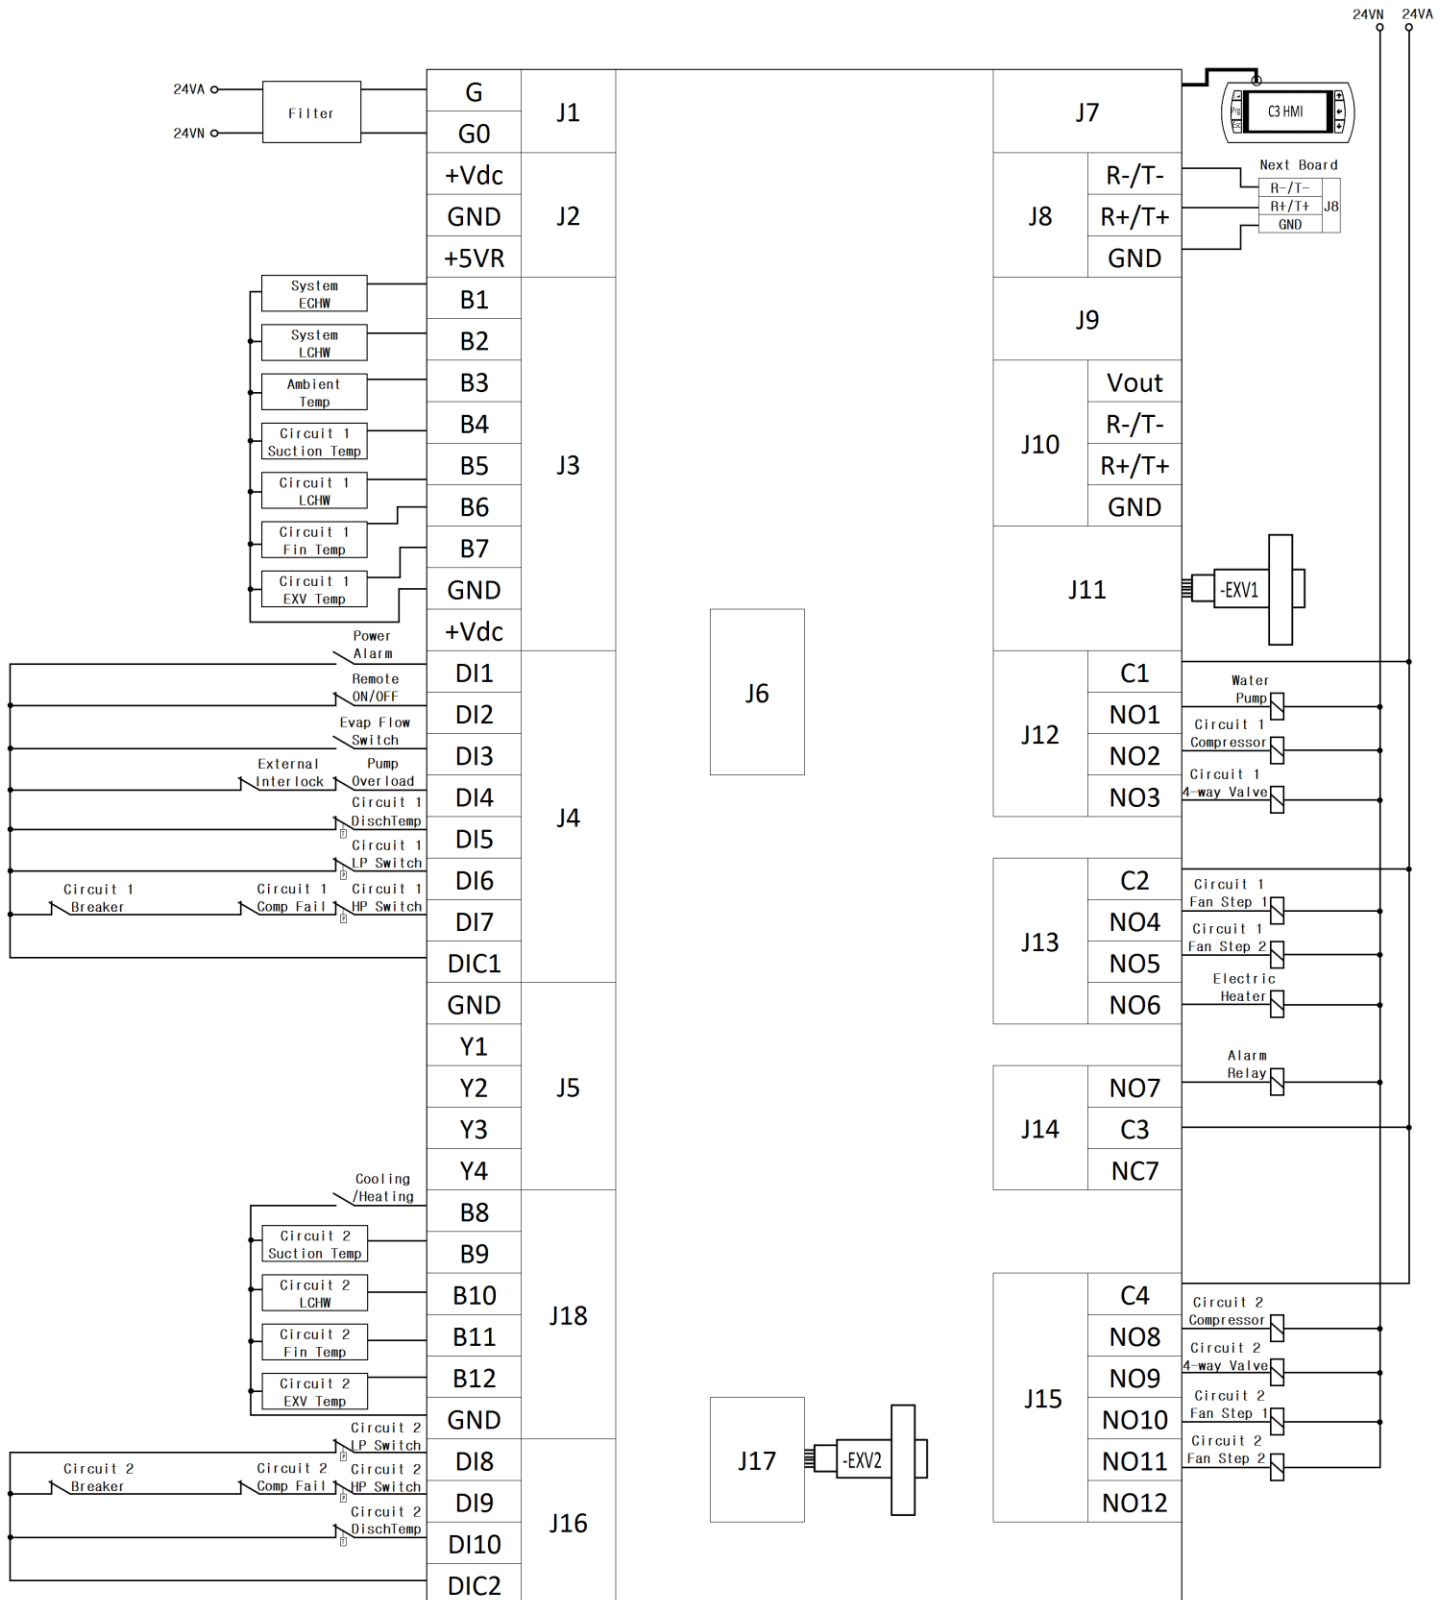 24VN 24VA
24VA
24VN
Filter
G
G0
J1
+Vdc
GND
+5VR
J2
System
ECHW
System
LCHW
Ambient
Temp
Circuit 1
Suction Temp
Circuit 1
LCHW
Circuit 1
Fin Temp
Circuit 1
EXV Temp
B1
B2
B3
B4
B5
B6
B7
GND
+Vdc
J3
Power
Alarm
Remote
ON/OFF
Evap Flow
Switch
External
Interlock
Pump
Overload
Circuit 1
DischTemp
T
Circuit 1
LP Switch
P
Circuit 1
Breaker
Circuit 1
Comp Fail
Circuit 1
HP Switch
P
DI1
DI2
DI3
DI4
DI5
DI6
DI7
DIC1
J4
GND
Y1
Y2
Y3
Y4
J5
Cooling
/Heating
Circuit 2
Suction Temp
Circuit 2
LCHW
Circuit 2
Fin Temp
Circuit 2
EXV Temp
B8
B9
B10
B11
B12
GND
J18
Circuit 2
LP Switch
P
Circuit 2
Breaker
Circuit 2
Comp Fail
Circuit 2
HP Switch
P
Circuit 2
DischTemp
T
DI8
DI9
DI10
DIC2
J16
J6
J17
-EXV2
J7
Prg
Esc
C3 HMI
J8
R-/T-
R+/T+
GND
Next Board
R-/T-
R+/T+
GND
J8
J9
J10
Vout
R-/T-
R+/T+
GND
J11
-EXV1
J12
C1
NO1
NO2
NO3
Water
Pump
Circuit 1
Compressor
Circuit 1
4-way Valve
J13
C2
NO4
NO5
NO6
Circuit 1
Fan Step 1
Circuit 1
Fan Step 2
Electric
Heater
J14
NO7
C3
NC7
Alarm
Relay
J15
C4
NO8
NO9
NO10
NO11
NO12
Circuit 2
Compressor
Circuit 2
4-way Valve
Circuit 2
Fan Step 1
Circuit 2
Fan Step 2